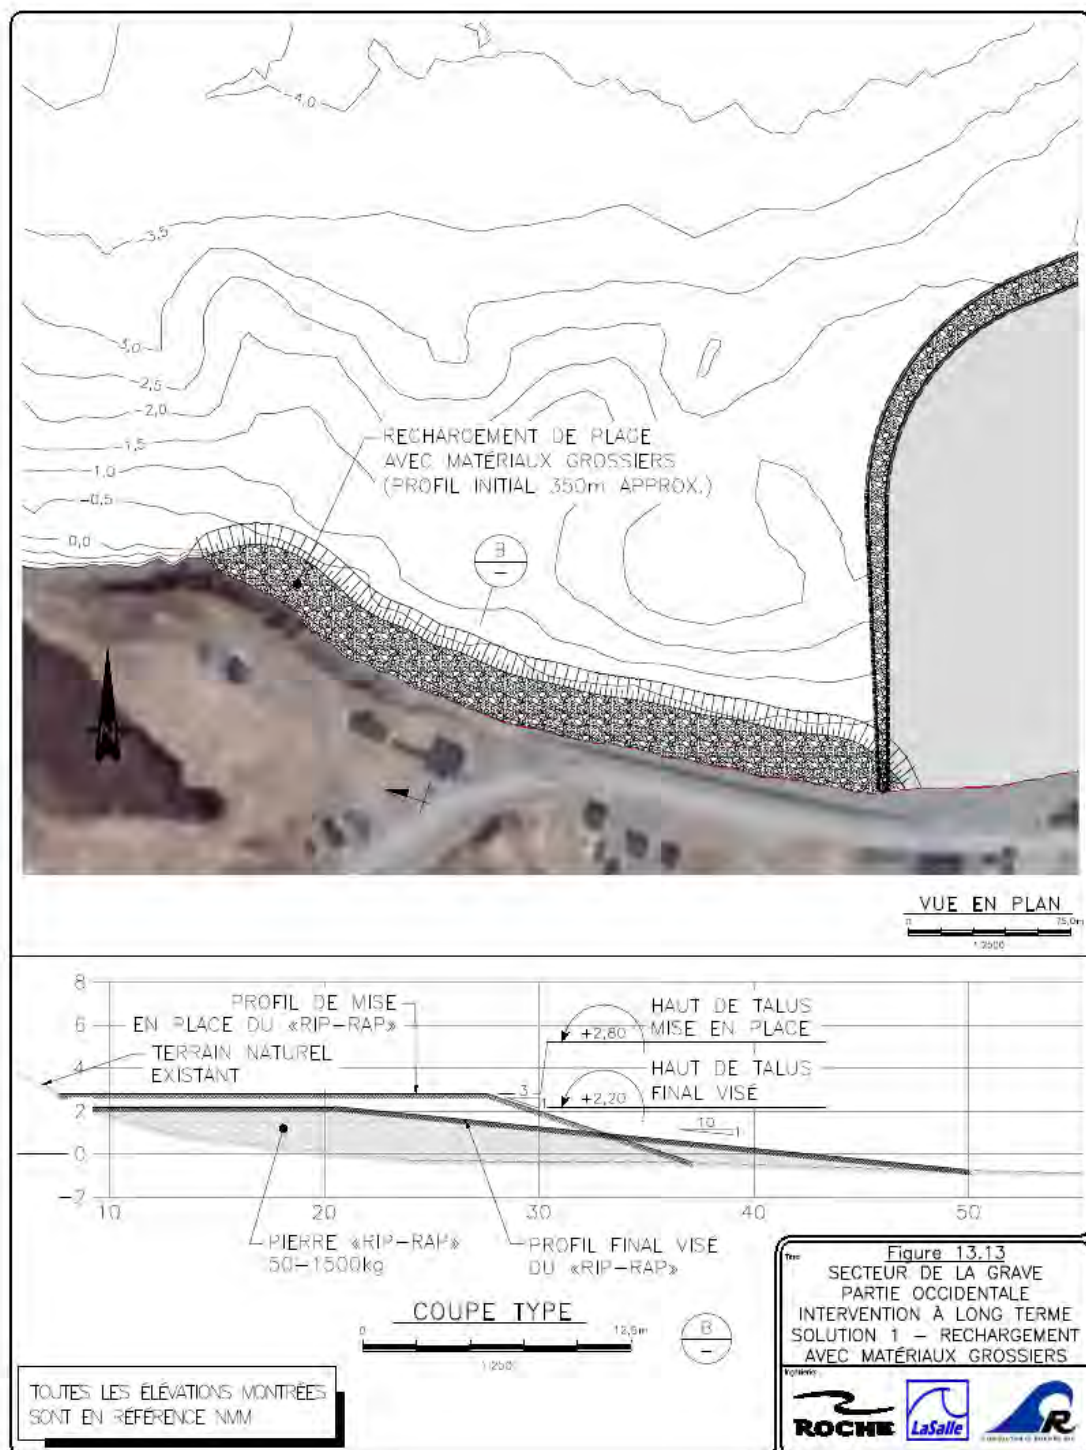 -4,0
-3,5
-3,0
-2,5
-2,0
-1,5
-1,0
-0,5
0,0
RECHARGEMENT DE PLAGE
AVEC MATÉRIAUX GROSSIERS
(PROFIL INITIAL 350m APPROX.)
B
VUE EN PLAN
0 75,0m
1:2500
8
6
4
2
0
-2
10 20 30 40 50
PROFIL DE MISE
EN PLACE DU «RIP-RAP»
TERRAIN NATUREL
EXISTANT
HAUT DE TALUS
MISE EN PLACE
+2,80
HAUT DE TALUS
FINAL VISÉ
+2,20
3
1
10
1
PIERRE «RIP-RAP»
50-1500kg
PROFIL FINAL VISÉ
DU «RIP-RAP»
COUPE TYPE
0 12,5m
1:250
B
TOUTES LES ÉLÉVATIONS MONTRÉES
SONT EN RÉFÉRENCE NMM
Titre
Figure 13.13
SECTEUR DE LA GRAVE
PARTIE OCCIDENTALE
INTERVENTION À LONG TERME
SOLUTION 1 - RECHARGEMENT
AVEC MATÉRIAUX GROSSIERS
ROCHE
LaSalle
R